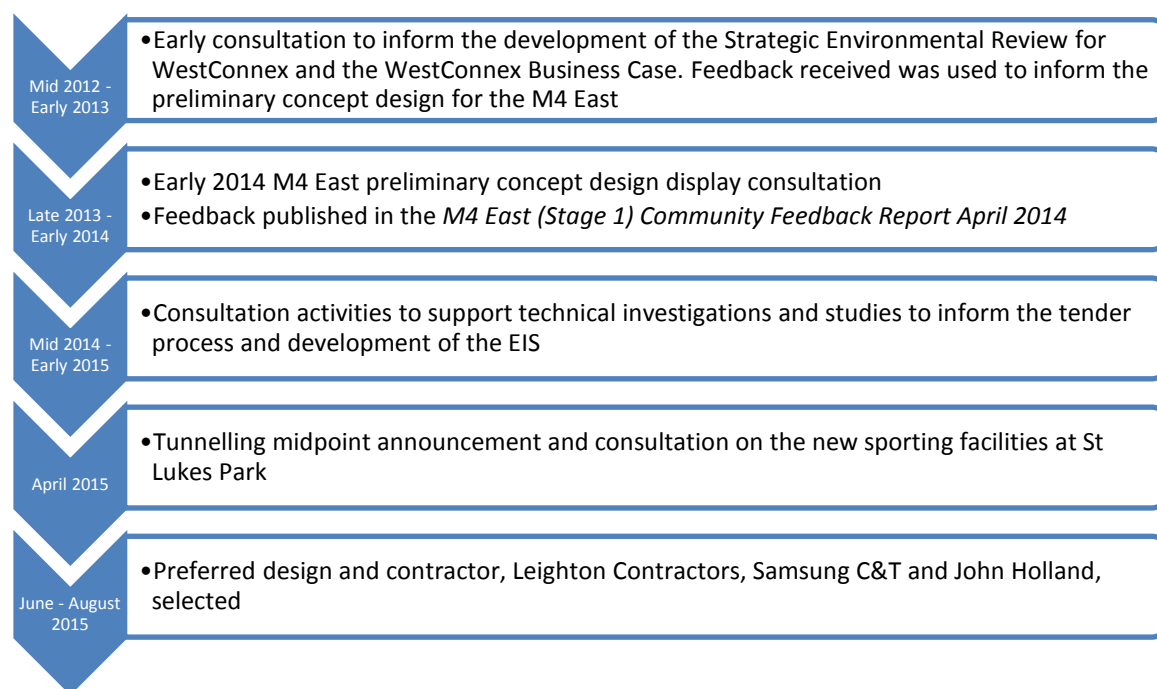 Mid 2012 -
Early 2013
•Early consultation to inform the development of the Strategic Environmental Review for
WestConnex and the WestConnex Business Case. Feedback received was used to inform the
preliminary concept design for the M4 East
Late 2013 -
Early 2014
•Early 2014 M4 East preliminary concept design display consultation
•Feedback published in the M4 East (Stage 1) Community Feedback Report April 2014
Mid 2014 -
Early 2015
•Consultation activities to support technical investigations and studies to inform the tender
process and development of the EIS
April 2015
•Tunnelling midpoint announcement and consultation on the new sporting facilities at St
Lukes Park
June - August
2015
•Preferred design and contractor, Leighton Contractors, Samsung C&T and John Holland,
selected